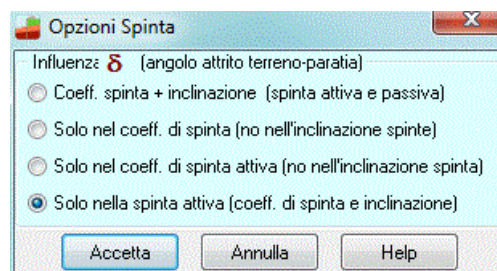 Opzioni Spinta
Influenza δ (angolo attrito terreno-paratia)
Coeff. spinta + inclinazione (spinta attiva e passiva)
Solo nel coeff. di spinta (no nell'inclinazione spinte)
Solo nel coeff. di spinta attiva (no nell'inclinazione spinta)
Solo nella spinta attiva (coeff. di spinta e inclinazione)
Accetta Annulla Help